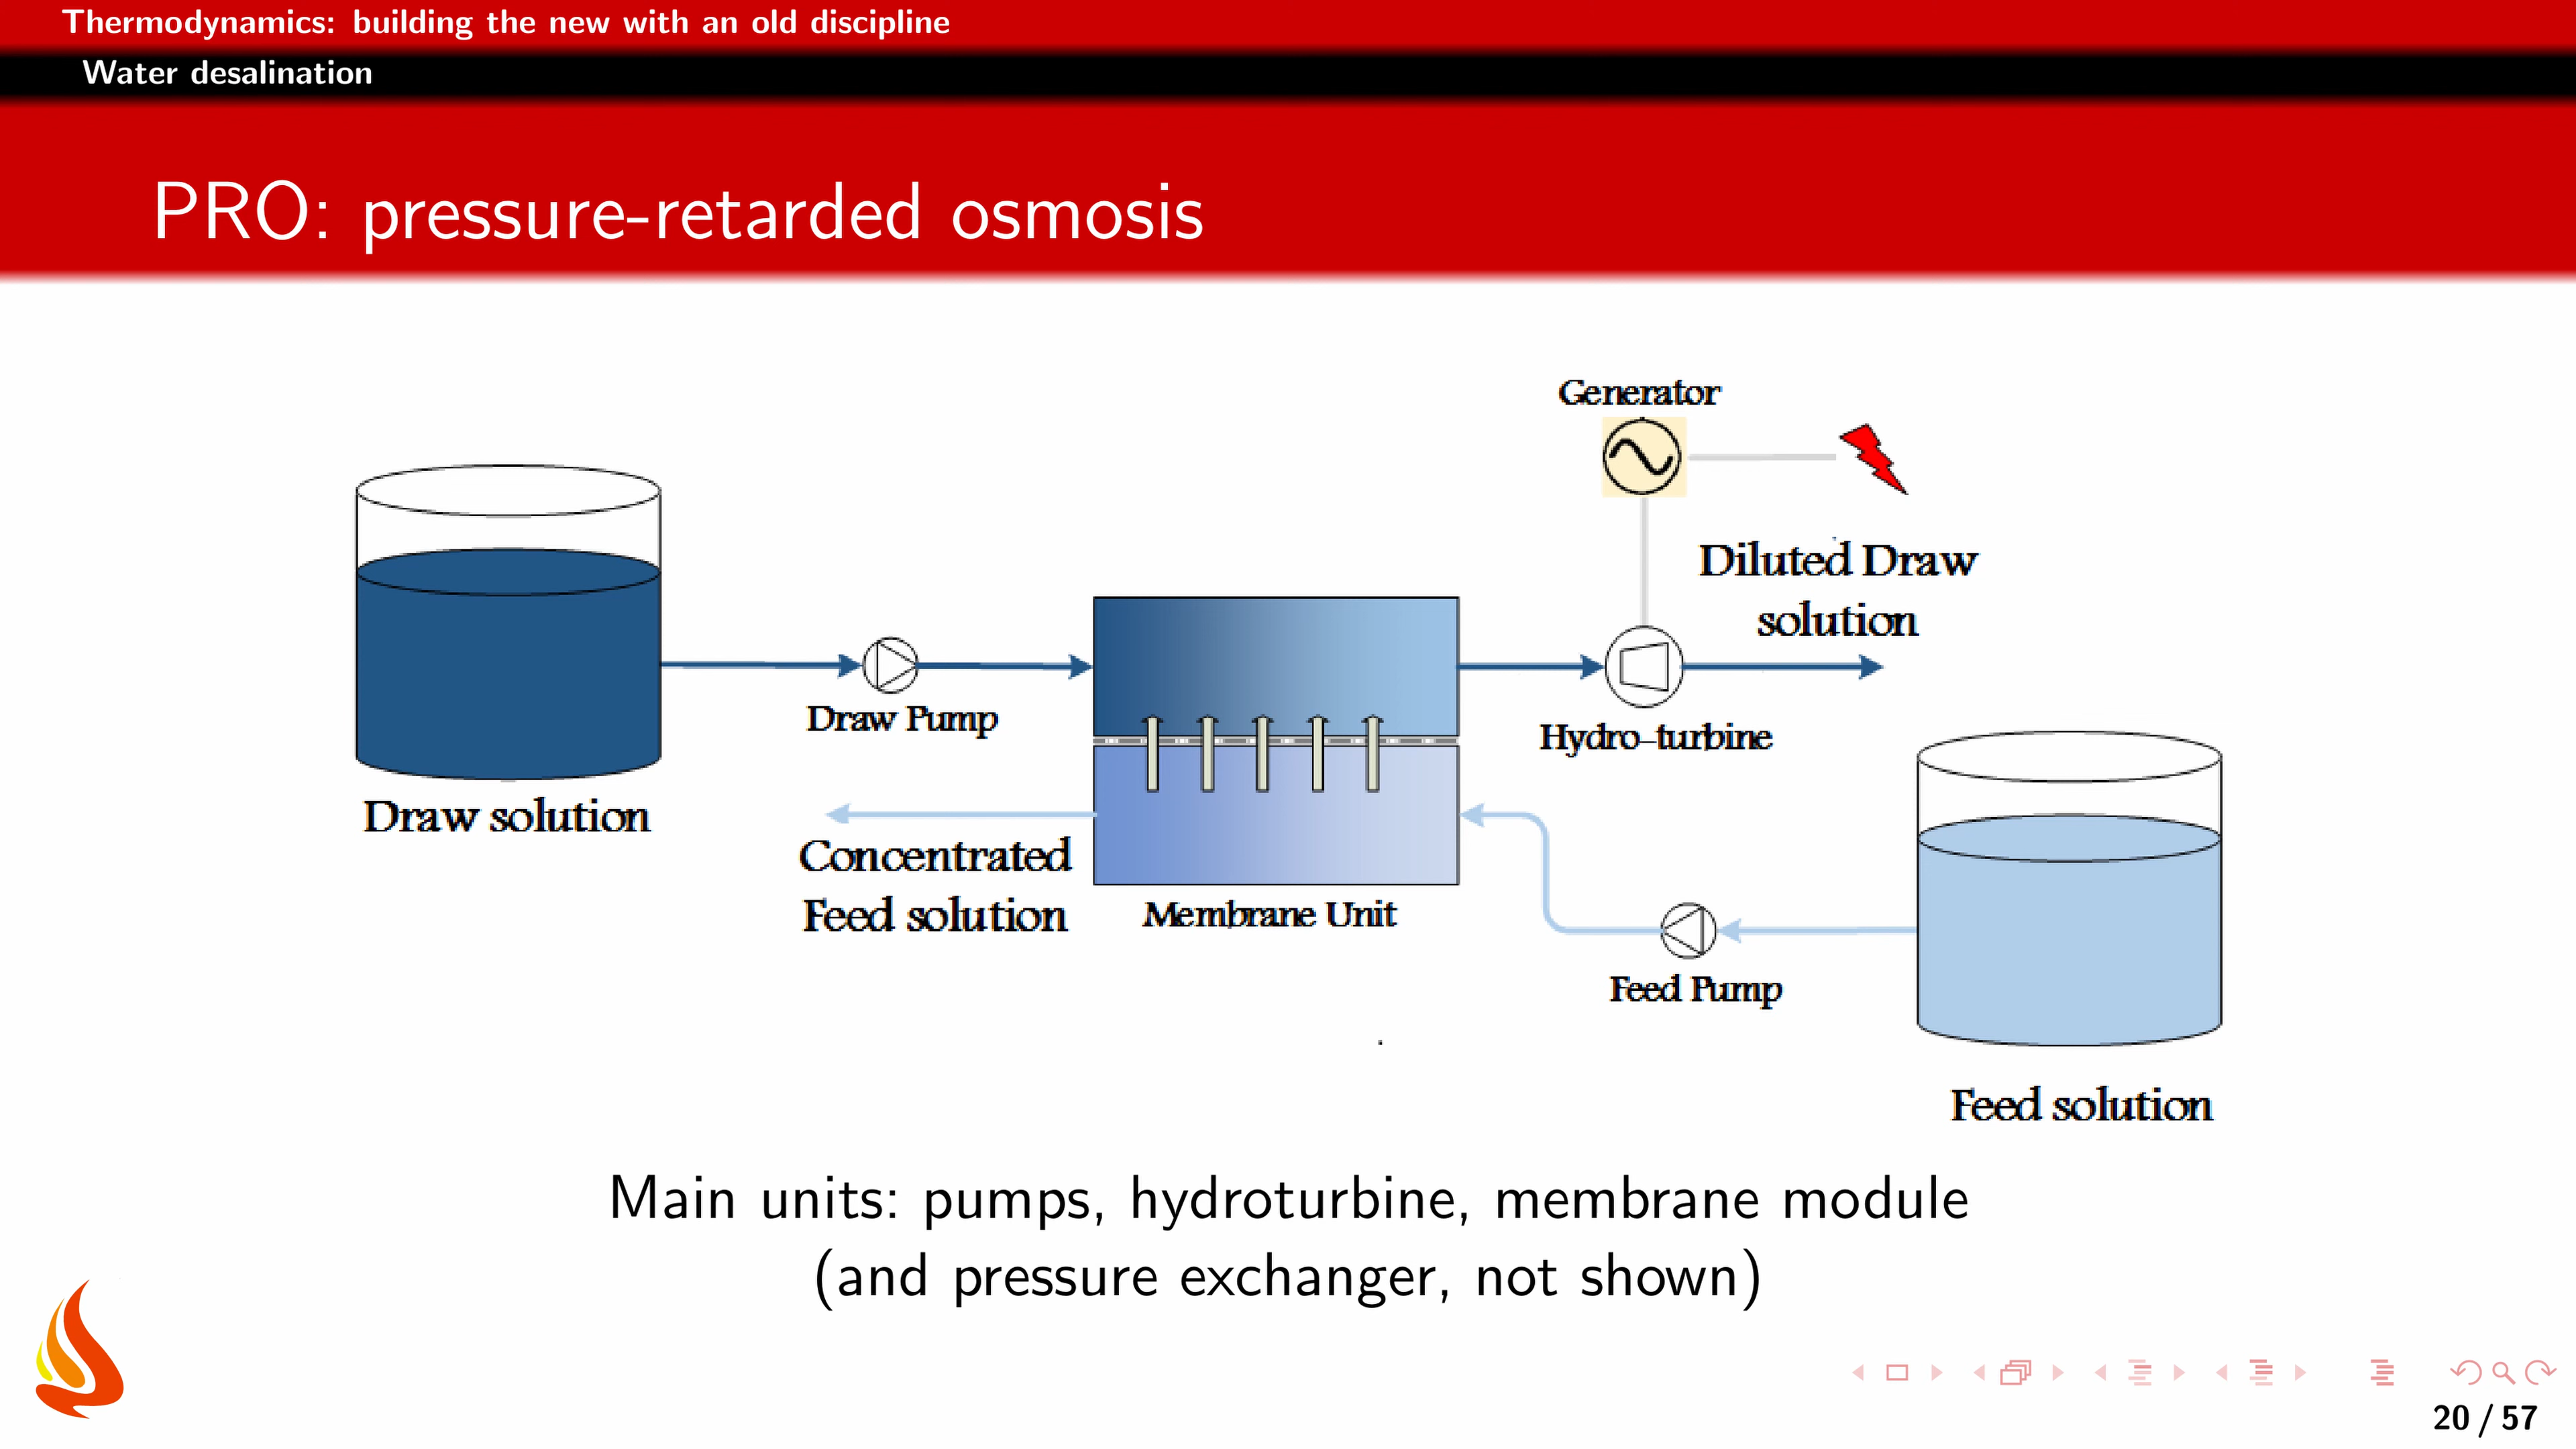 Thermodynamics: building the new with an old discipline
Water desalination
PRO: pressure-retarded osmosis
Generator
Diluted Draw
solution
Draw Pump
Hydro-turbine
Draw solution
Concentrated
Feed solution
Membrane Unit
Feed Pump
Feed solution
Main units: pumps, hydroturbine, membrane module
(and pressure exchanger, not shown)
20 / 57